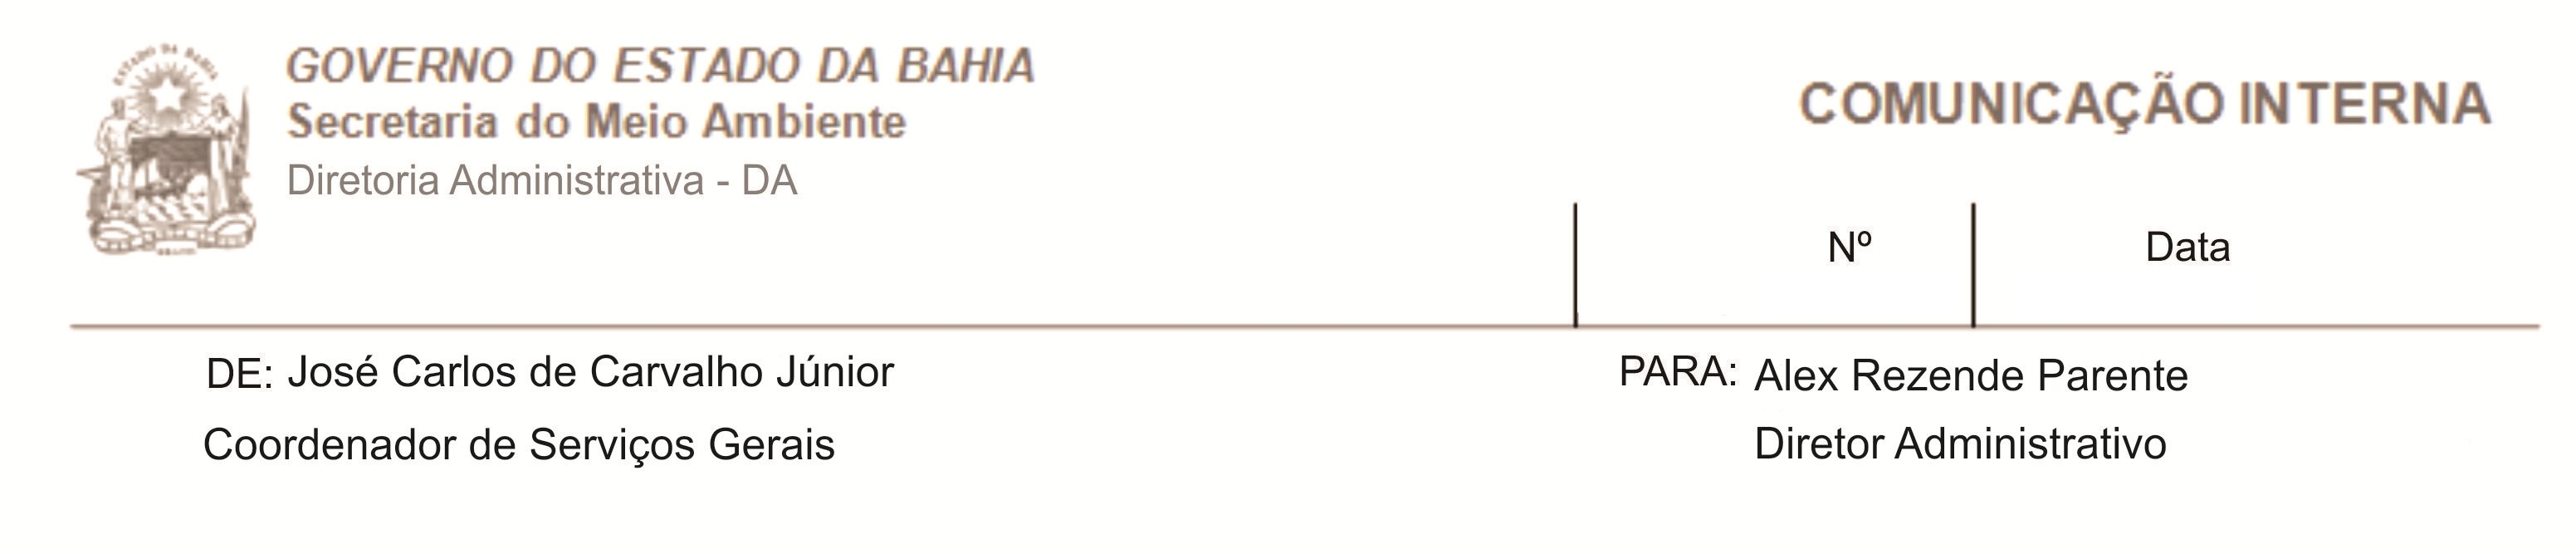 ESTADO DA BAHIA
GOVERNO DO ESTADO DA BAHIA
Secretaria do Meio Ambiente
Diretoria Administrativa - DA
COMUNICAÇÃO INTERNA
Nº
Data
DE: José Carlos de Carvalho Júnior
Coordenador de Serviços Gerais
PARA: Alex Rezende Parente
Diretor Administrativo